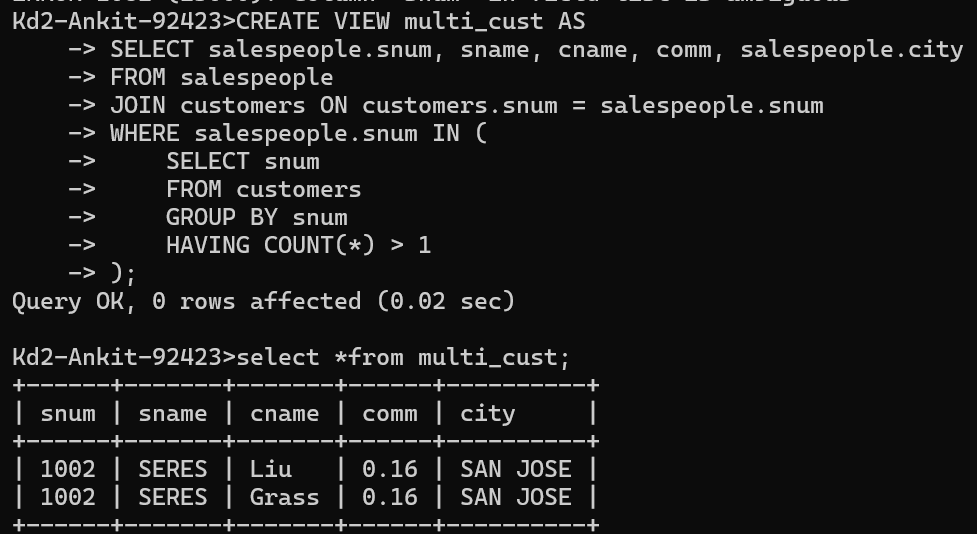 Kd2-Ankit-92423>CREATE VIEW multi_cust AS
    -> SELECT salespeople.snum, sname, cname, comm, salespeople.city
    -> FROM salespeople
    -> JOIN customers ON customers.snum = salespeople.snum
    -> WHERE salespeople.snum IN (
    ->     SELECT snum
    ->     FROM customers
    ->     GROUP BY snum
    ->     HAVING COUNT(*) > 1
    -> );
Query OK, 0 rows affected (0.02 sec)

Kd2-Ankit-92423>select *from multi_cust;
+------+-------+-------+------+----------+
| snum | sname | cname | comm | city     |
+------+-------+-------+------+----------+
| 1002 | SERES | Liu   | 0.16 | SAN JOSE |
| 1002 | SERES | Grass | 0.16 | SAN JOSE |
+------+-------+-------+------+----------+